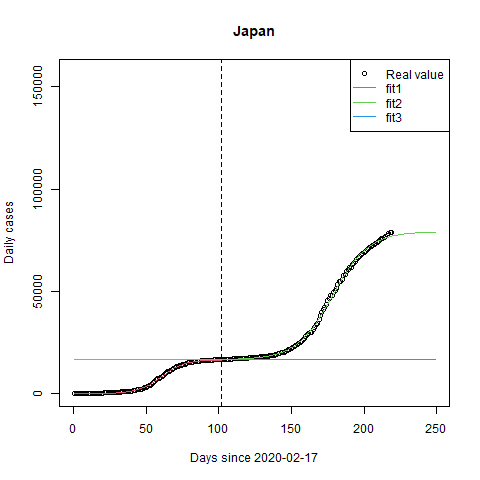 Japan
Daily cases
150000
100000
50000
0
Real value
fit1
fit2
fit3
0 50 100 150 200 250
Days since 2020-02-17